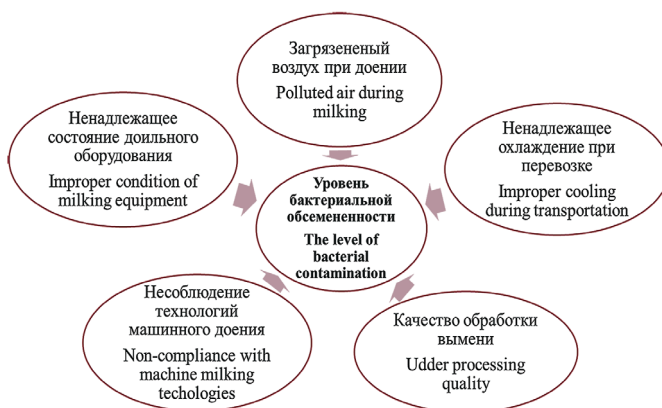 Загрязененый
воздух при доении
Polluted air during
milking
Ненадлежащее
состояние доильного
оборудования
Improper condition of
milking equipment
Ненадлежащее
охлаждение при
перевозке
Improper cooling
during transportation
Уровень
бактериальной
обсемененности
The level of
bacterial
contamination
Несоблюдение
технологий
машинного доения
Non-compliance with
machine milking
techologies
Качество обработки
вымени
Udder processing
quality